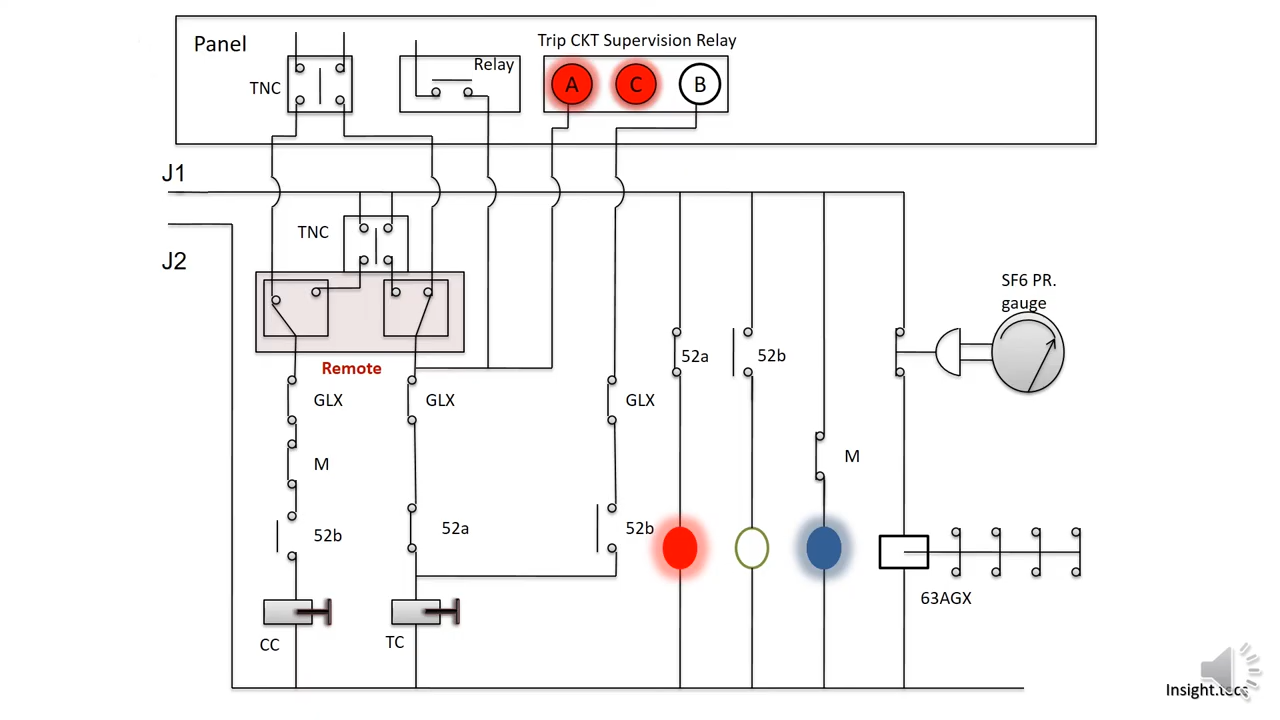 Trip CKT Supervision Relay
Panel
Relay
TNC
A
C
B
J1
TNC
J2
SF6 PR.
gauge
52a
52b
Remote
GLX
GLX
GLX
M
M
52b
52a
52b
63AGX
CC
TC